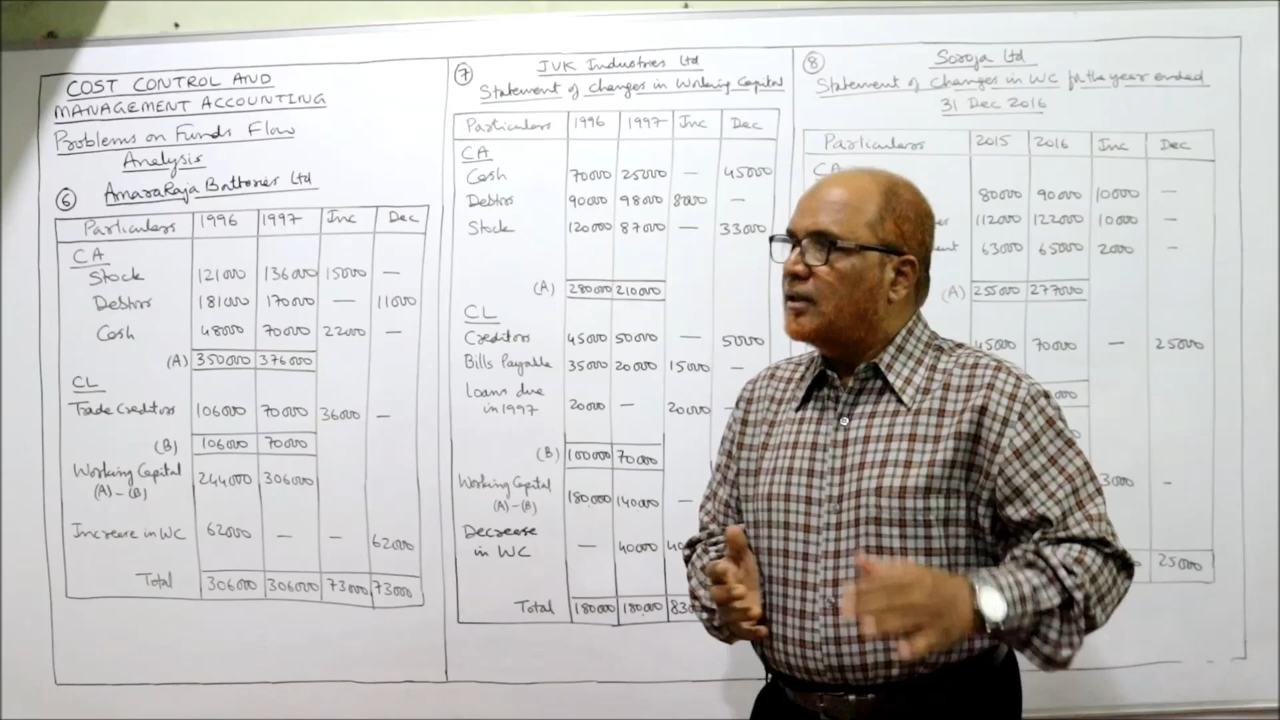 COST CONTROL AND
MANAGEMENT ACCOUNTING
Problems on Funds Flow
Analysis
6 AmaraRaja Batteries Ltd
Particulars 1996 1997 Inc Dec
CA
Stock 121000 136000 15000 —
Debtors 181000 170000 — 11000
Cash 48000 70000 22000 —
(A) 350000 376000
CL
Trade Creditors 106000 70000 36000 —
(B) 106000 70000
Working Capital 244000 306000
(A) – (B)
Increase in WC 62000 — — 62000
Total 306000 306000 73000 73000
7 JVK Industries Ltd
Statement of changes in Working Capital
Particulars 1996 1997 Inc Dec
CA
Cash 70000 25000 — 45000
Debtors 90000 98000 8000 —
Stock 120000 87000 — 33000
(A) 280000 210000
CL
Creditors 45000 50000 — 5000
Bills Payable 35000 20000 15000 —
Loans due
in 1997 20000 — 20000 —
(B) 100000 70000
Working Capital 180000 140000 —
(A) – (B)
Decrease
in WC — 40000
Total 180000 180000
8 Saroja Ltd
Statement of changes in WC for the year ended
31 Dec 2016
Particulars 2015 2016 Inc Dec
CA
80000 90000 10000 —
112000 122000 10000 —
63000 65000 2000 —
(A) 255000 277000
45000 70000 — 25000
3000 —
25000